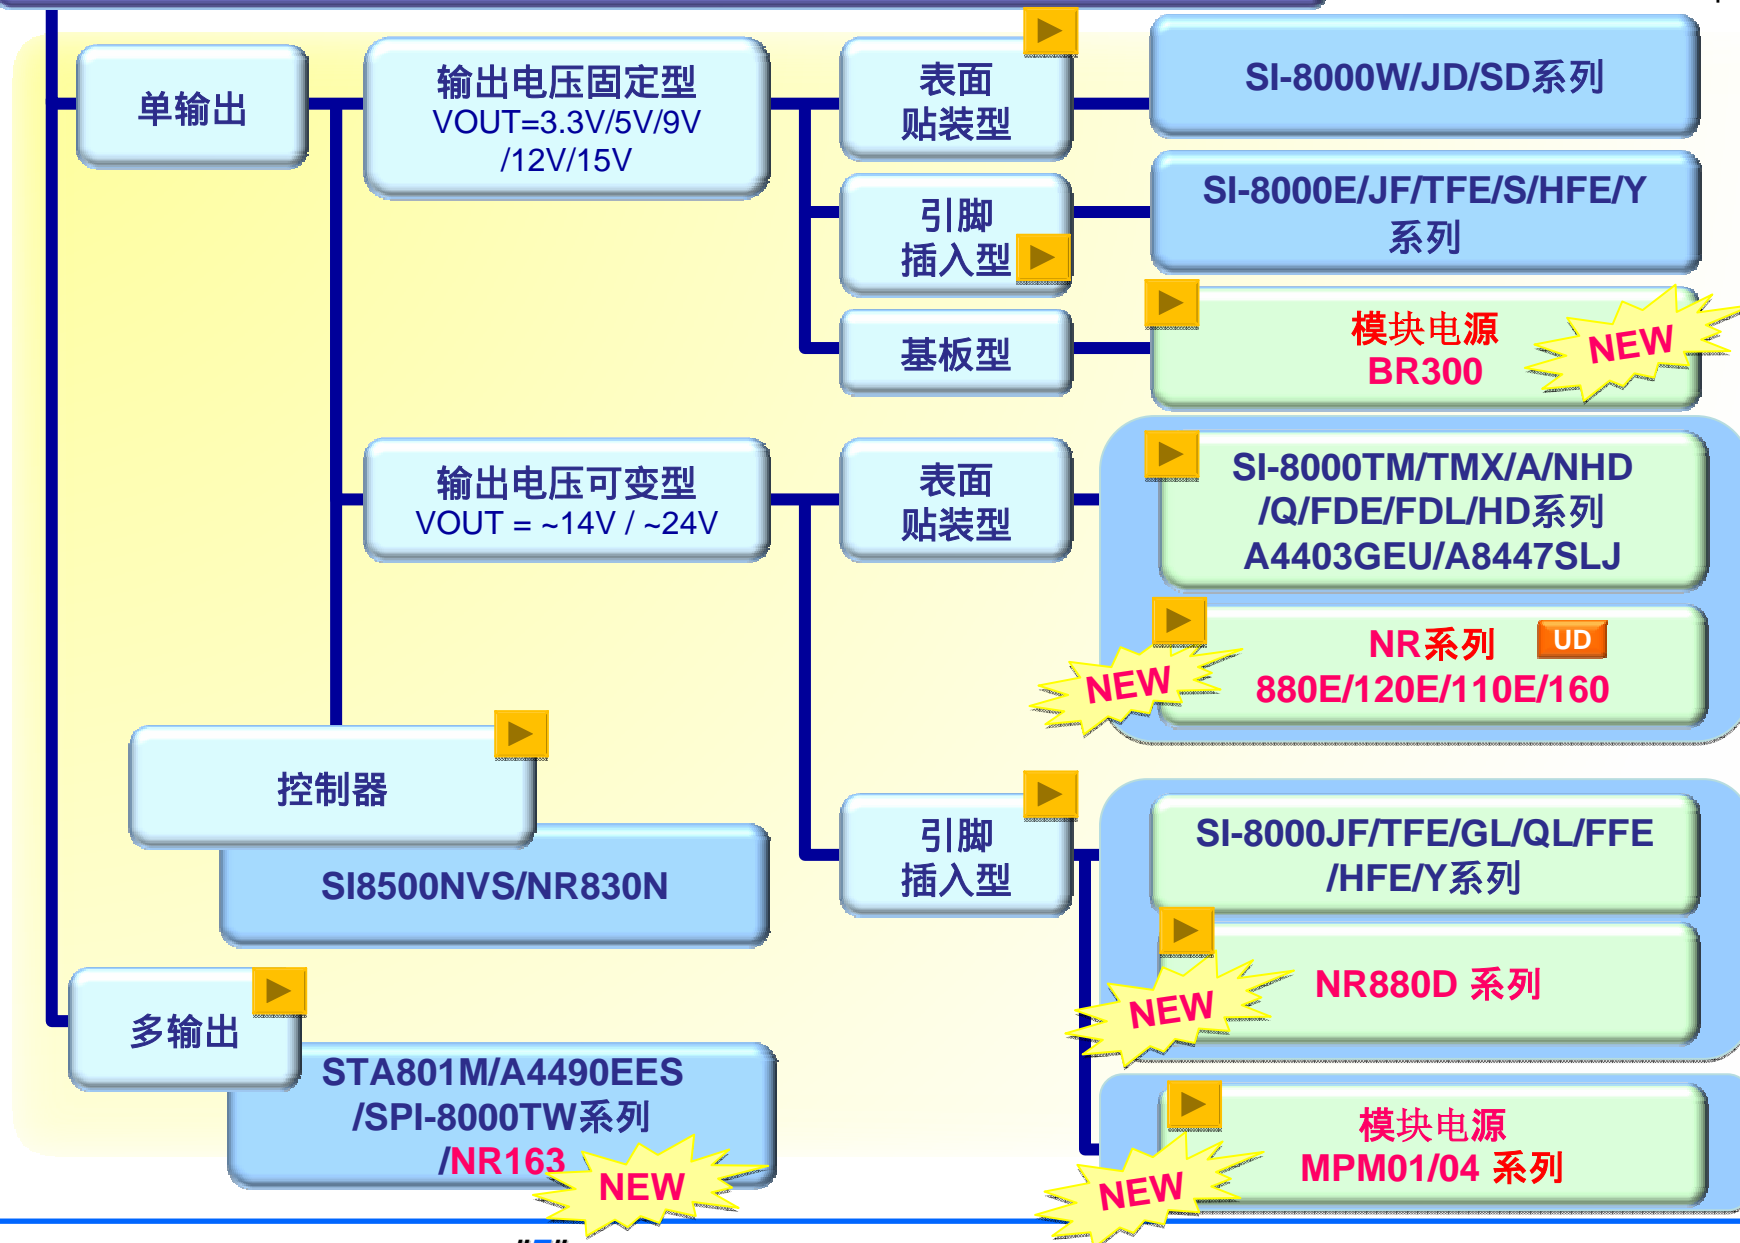 单输出
输出电压固定型
VOUT=3.3V/5V/9V
/12V/15V
表面
贴装型
SI-8000W/JD/SD系列
引脚
插入型
SI-8000E/JF/TFE/S/HFE/Y
系列
基板型
模块电源
BR300
NEW
输出电压可变型
VOUT = ~14V / ~24V
表面
贴装型
SI-8000TM/TMX/A/NHD
/Q/FDE/FDL/HD系列
A4403GEU/A8447SLJ
NR系列 UD
880E/120E/110E/160
NEW
控制器
SI8500NVS/NR830N
引脚
插入型
SI-8000JF/TFE/GL/QL/FFE
/HFE/Y系列
NR880D 系列
NEW
多输出
STA801M/A4490EES
/SPI-8000TW系列
/NR163
NEW
模块电源
MPM01/04 系列
NEW